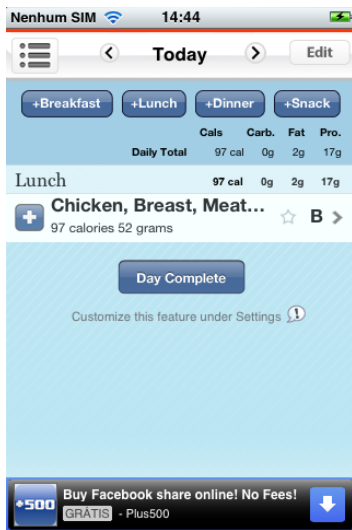 Nenhum SIM 14:44
Today Edit
+Breakfast +Lunch +Dinner +Snack
Cals Carb. Fat Pro.
Daily Total 97 cal 0g 2g 17g
Lunch 97 cal 0g 2g 17g
Chicken, Breast, Meat... B
97 calories 52 grams
Day Complete
Customize this feature under Settings
+500 Buy Facebook share online! No Fees!
GRÁTIS - Plus500